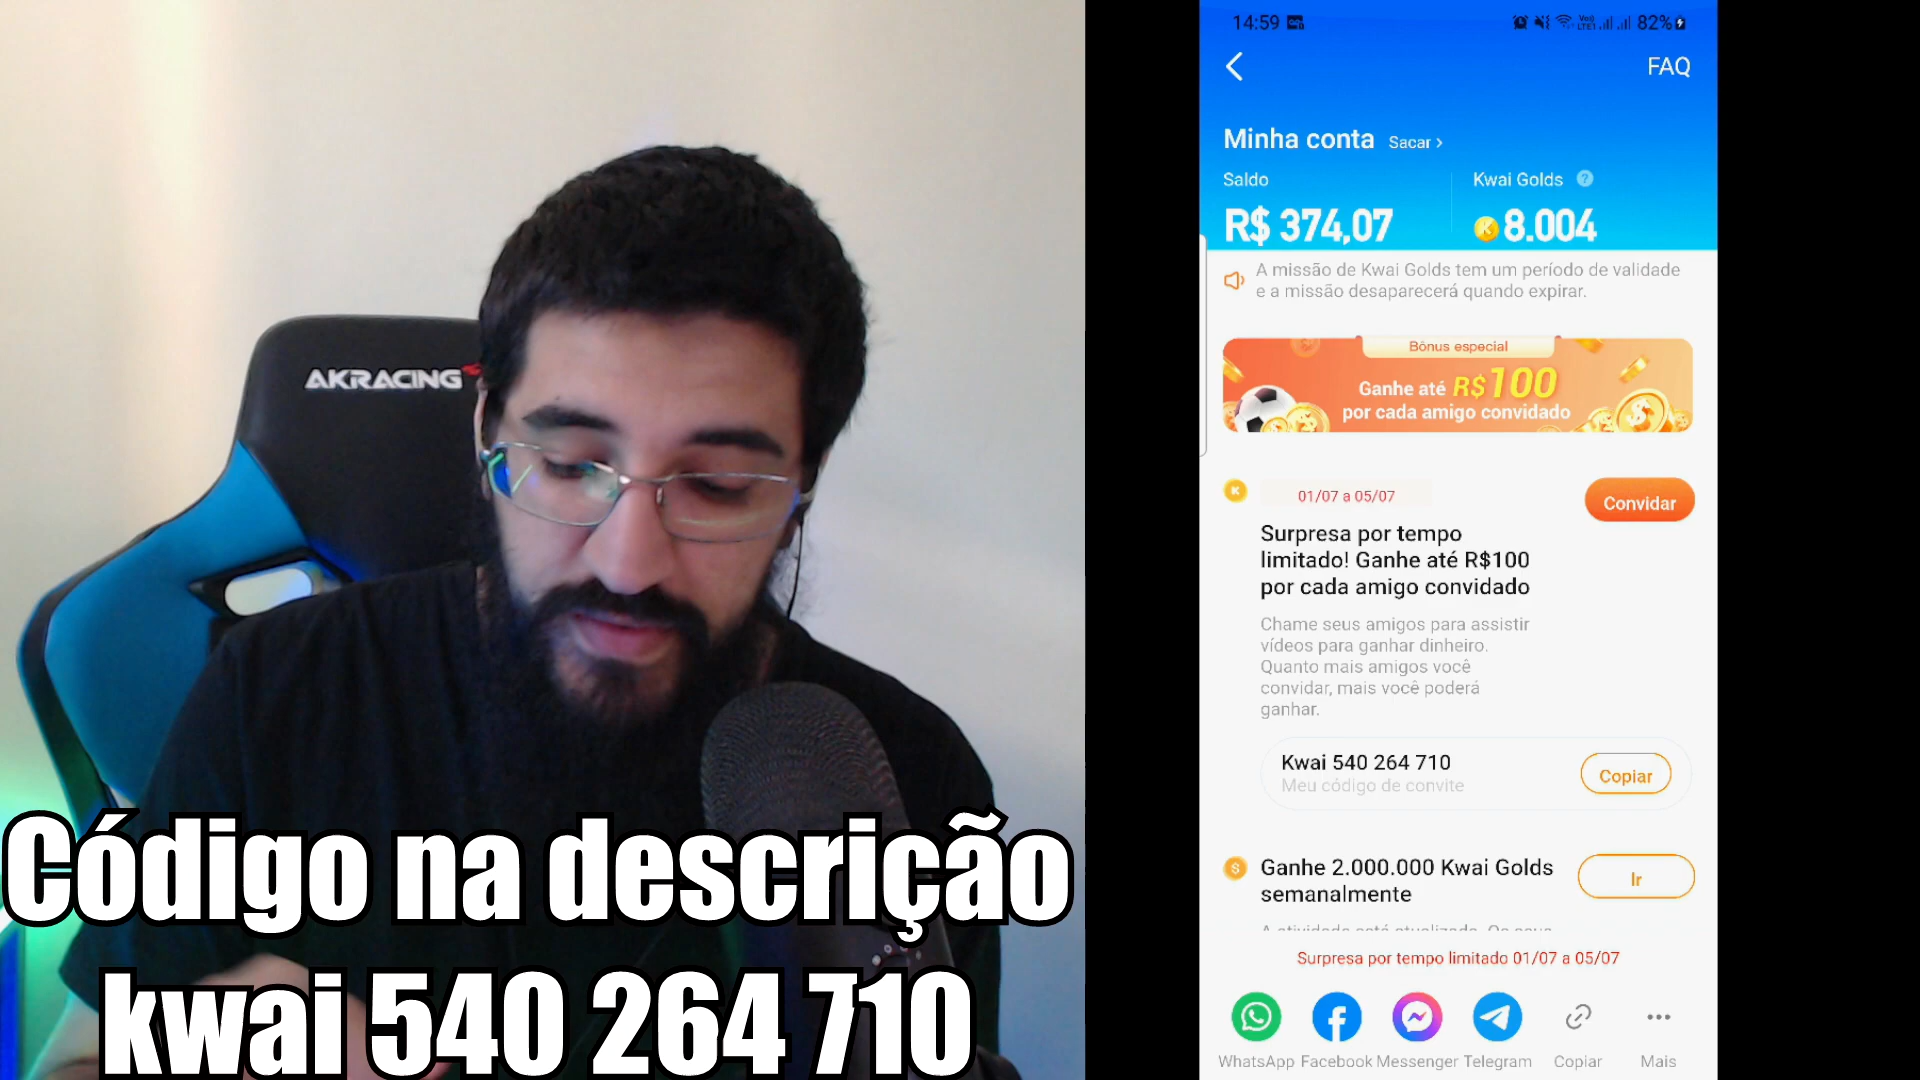 AKRACING
Código na descrição
kwai 540 264 710
14:59
82%
FAQ
Minha conta Sacar >
Saldo
Kwai Golds ?
R$ 374,07
8.004
A missão de Kwai Golds tem um período de validade
e a missão desaparecerá quando expirar.
Bônus especial
Ganhe até R$100
por cada amigo convidado
01/07 a 05/07
Convidar
Surpresa por tempo
limitado! Ganhe até R$100
por cada amigo convidado
Chame seus amigos para assistir
vídeos para ganhar dinheiro.
Quanto mais amigos você
convidar, mais você poderá
ganhar.
Kwai 540 264 710
Meu código de convite
Copiar
Ganhe 2.000.000 Kwai Golds
semanalmente
Ir
Surpresa por tempo limitado 01/07 a 05/07
WhatsApp Facebook Messenger Telegram Copiar Mais